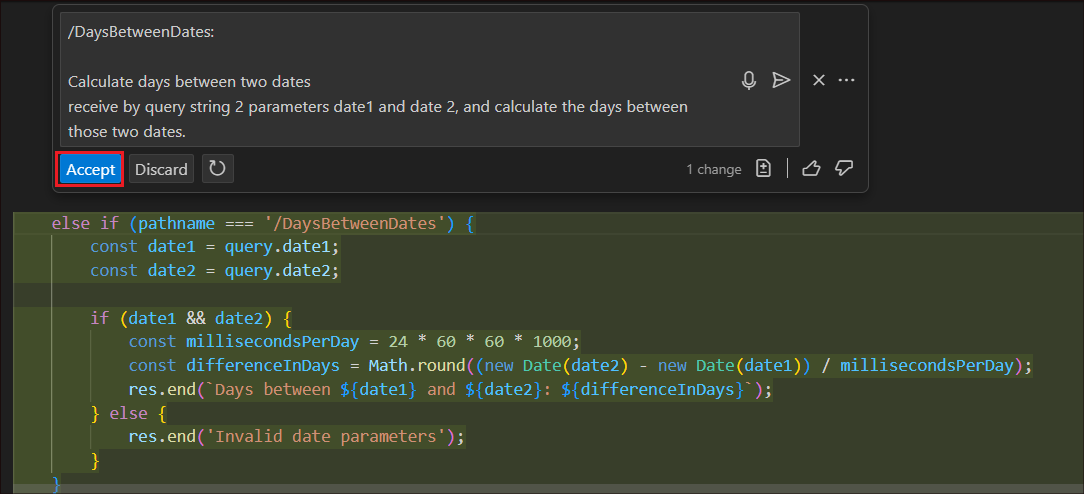 /DaysBetweenDates:
Calculate days between two dates
receive by query string 2 parameters date1 and date 2, and calculate the days between
those two dates.
Accept Discard 1 change
else if (pathname === '/DaysBetweenDates') {
const date1 = query.date1;
const date2 = query.date2;
if (date1 && date2) {
const millisecondsPerDay = 24 * 60 * 60 * 1000;
const differenceInDays = Math.round((new Date(date2) - new Date(date1)) / millisecondsPerDay);
res.end(`Days between ${date1} and ${date2}: ${differenceInDays}`);
} else {
res.end('Invalid date parameters');
}
}